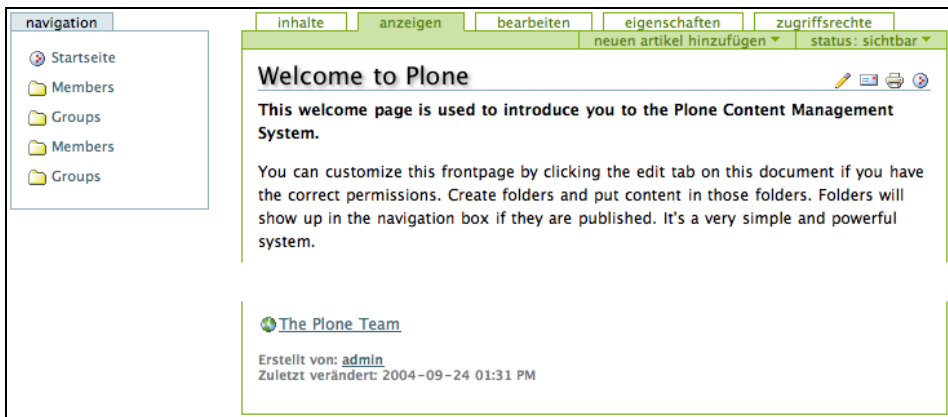 navigation
Startseite
Members
Groups
Members
Groups
inhalte
anzeigen
bearbeiten
eigenschaften
zugriffsrechte
neuen artikel hinzufügen
status: sichtbar
Welcome to Plone
This welcome page is used to introduce you to the Plone Content Management
System.
You can customize this frontpage by clicking the edit tab on this document if you have
the correct permissions. Create folders and put content in those folders. Folders will
show up in the navigation box if they are published. It's a very simple and powerful
system.
The Plone Team
Erstellt von: admin
Zuletzt verändert: 2004-09-24 01:31 PM